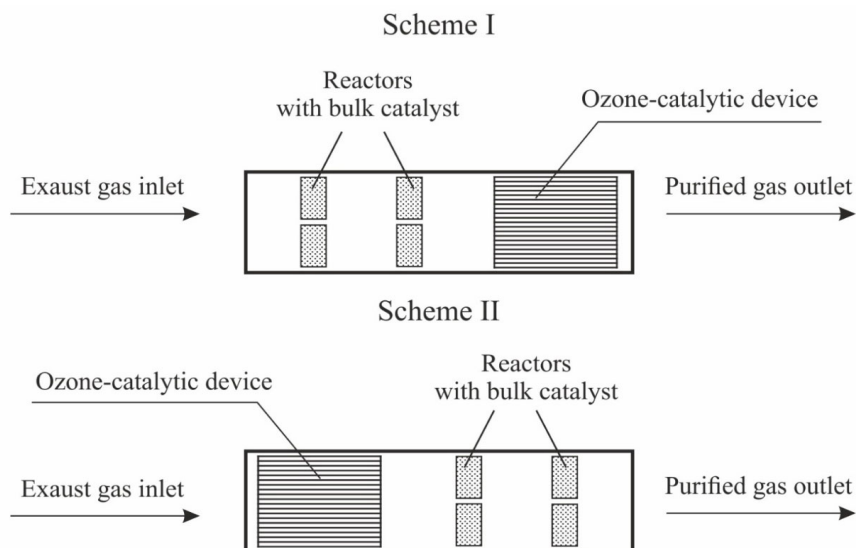 Scheme I
Reactors
with bulk catalyst
Ozone-catalytic device
Exaust gas inlet
Purified gas outlet
Scheme II
Ozone-catalytic device
Reactors
with bulk catalyst
Exaust gas inlet
Purified gas outlet